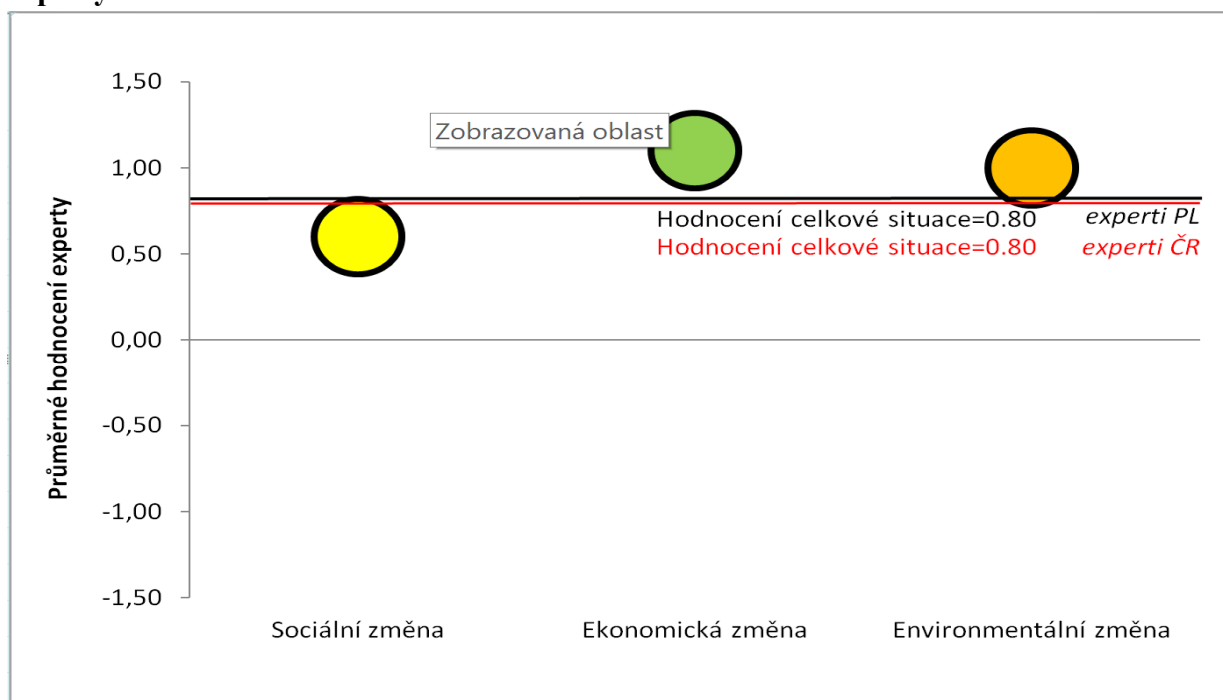 1,50
Zobrazovaná oblast
1,00
Hodnocení celkové situace=0.80 experti PL
Hodnocení celkové situace=0.80 experti ČR
0,50
0,00
-0,50
-1,00
-1,50
Průměrné hodnocení experty
Sociální změna Ekonomická změna Environmentální změna